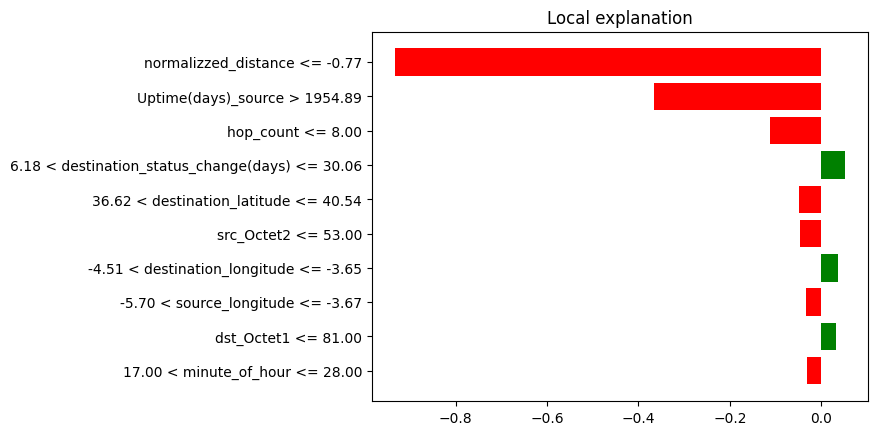 Local explanation
normalizzed_distance <= -0.77
Uptime(days)_source > 1954.89
hop_count <= 8.00
6.18 < destination_status_change(days) <= 30.06
36.62 < destination_latitude <= 40.54
src_Octet2 <= 53.00
-4.51 < destination_longitude <= -3.65
-5.70 < source_longitude <= -3.67
dst_Octet1 <= 81.00
17.00 < minute_of_hour <= 28.00
−0.8 −0.6 −0.4 −0.2 0.0